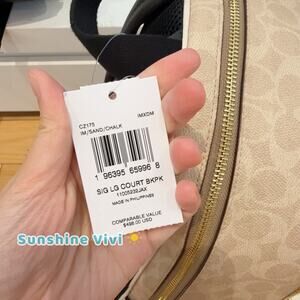 CZ175 IMXDM
IM/SAND/CHALK
1 96395 65996 8
SIG LG COURT BKPK
MADE IN PHILIPPINES
COMPARABLE VALUE
$498.00 USD
Sunshine Vivi